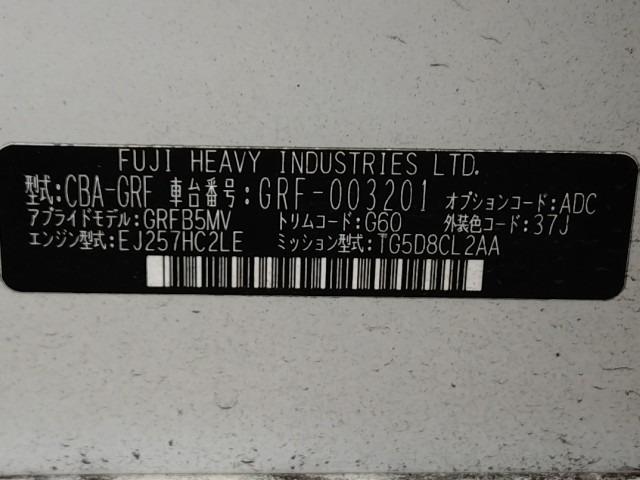 FUJI HEAVY INDUSTRIES LTD.
型式:CBA-GRF 車台番号:GRF-003201 オプションコード:ADC
アプライドモデル:GRFB5MV トリムコード:G60 外装色コード:37J
エンジン型式:EJ257HC2LE ミッション型式:TG5D8CL2AA